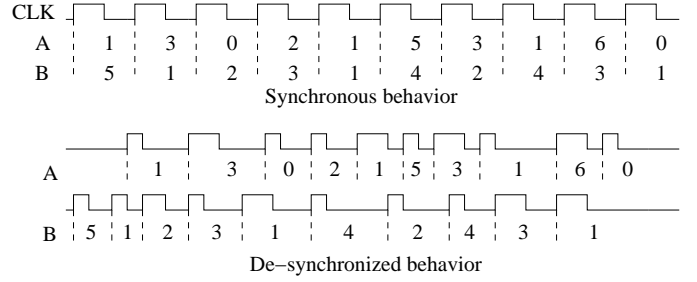 CLK
A 1 3 0 2 1 5 3 1 6 0
B 5 1 2 3 1 4 2 4 3 1
Synchronous behavior
A 1 3 0 2 1 5 3 1 6 0
B 5 1 2 3 1 4 2 4 3 1
De−synchronized behavior